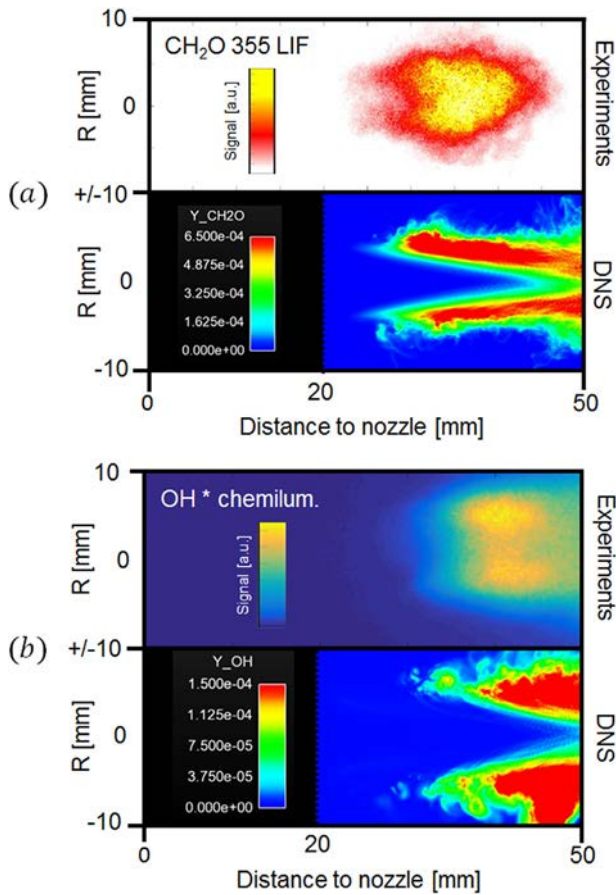 (a)
10
CH₂O 355 LIF
R [mm]
0
Signal [a.u.]
Experiments
+/-10
Y_CH2O
6.500e-04
4.875e-04
3.250e-04
1.625e-04
0.000e+00
R [mm]
0
DNS
-10
0
20
50
Distance to nozzle [mm]
(b)
10
OH * chemilum.
R [mm]
0
Signal [a.u.]
Experiments
+/-10
Y_OH
1.500e-04
1.125e-04
7.500e-05
3.750e-05
0.000e+00
R [mm]
0
DNS
-10
0
20
50
Distance to nozzle [mm]